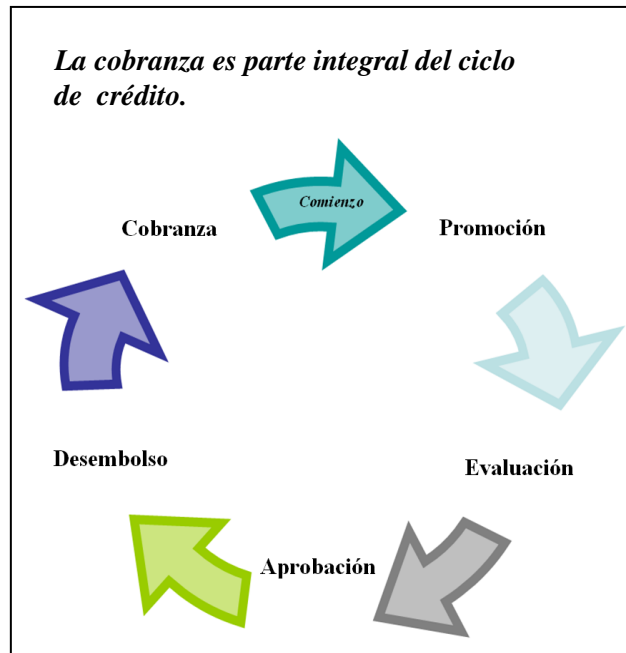 La cobranza es parte integral del ciclo
de crédito.
Comienzo
Cobranza
Promoción
Desembolso
Evaluación
Aprobación